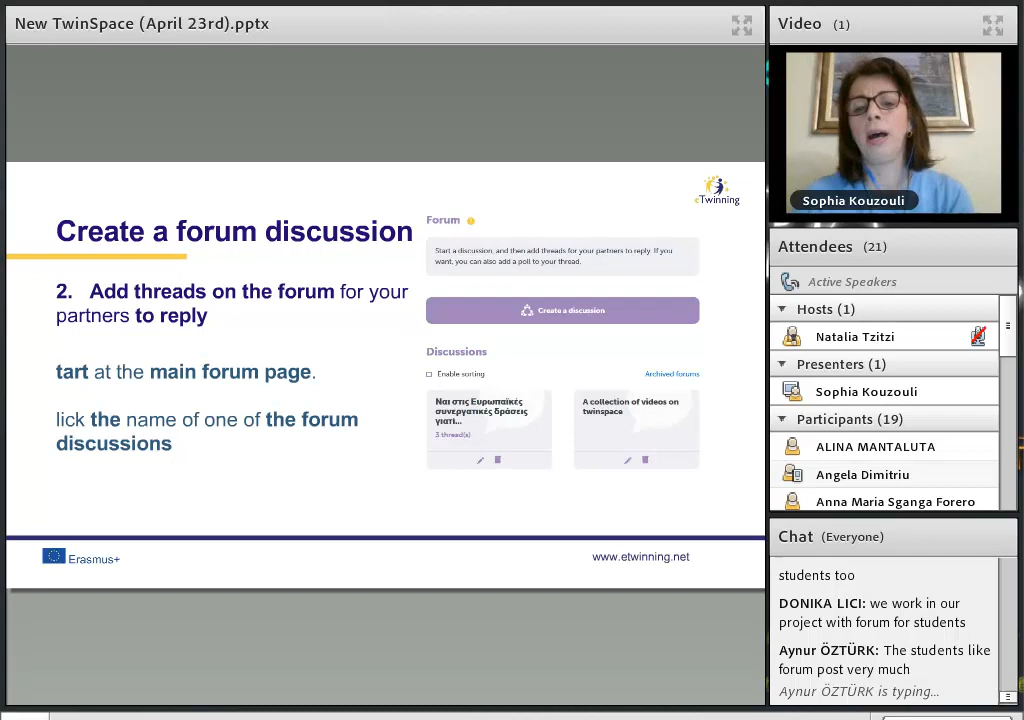 New TwinSpace (April 23rd).pptx
eTwinning
Create a forum discussion
2. Add threads on the forum for your
partners to reply
tart at the main forum page.
lick the name of one of the forum
discussions
Forum ?
Start a discussion, and then add threads for your partners to reply. If you
want, you can also add a poll to your thread.
Create a discussion
Discussions
Enable sorting
Archived forums
Ναι στις Ευρωπαϊκές
συνεργατικές δράσεις
γιατί...
3 thread(s)
A collection of videos on
twinspace
Erasmus+
www.etwinning.net
Video (1)
Sophia Kouzouli
Attendees (21)
Active Speakers
Hosts (1)
Natalia Tzitzi
Presenters (1)
Sophia Kouzouli
Participants (19)
ALINA MANTALUTA
Angela Dimitriu
Anna Maria Sganga Forero
Chat (Everyone)
students too
DONIKA LICI: we work in our
project with forum for students
Aynur ÖZTÜRK: The students like
forum post very much
Aynur ÖZTÜRK is typing...